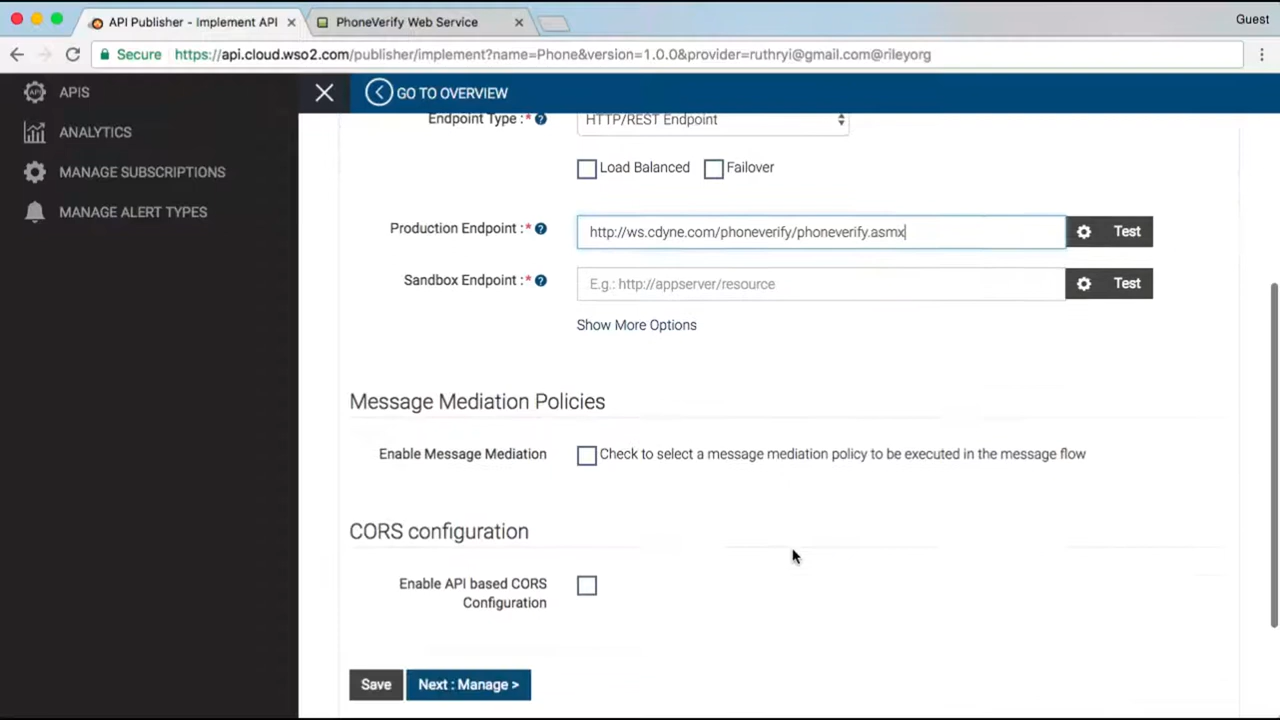 API Publisher - Implement API
PhoneVerify Web Service
Guest
Secure https://api.cloud.wso2.com/publisher/implement?name=Phone&version=1.0.0&provider=ruthryi@gmail.com@rileyorg
APIS
GO TO OVERVIEW
Endpoint Type :* ?
HTTP/REST Endpoint
ANALYTICS
Load Balanced Failover
MANAGE SUBSCRIPTIONS
MANAGE ALERT TYPES
Production Endpoint :* ?
http://ws.cdyne.com/phoneverify/phoneverify.asmx
Test
Sandbox Endpoint :* ?
E.g.: http://appserver/resource
Test
Show More Options
Message Mediation Policies
Enable Message Mediation
Check to select a message mediation policy to be executed in the message flow
CORS configuration
Enable API based CORS
Configuration
Save
Next : Manage >